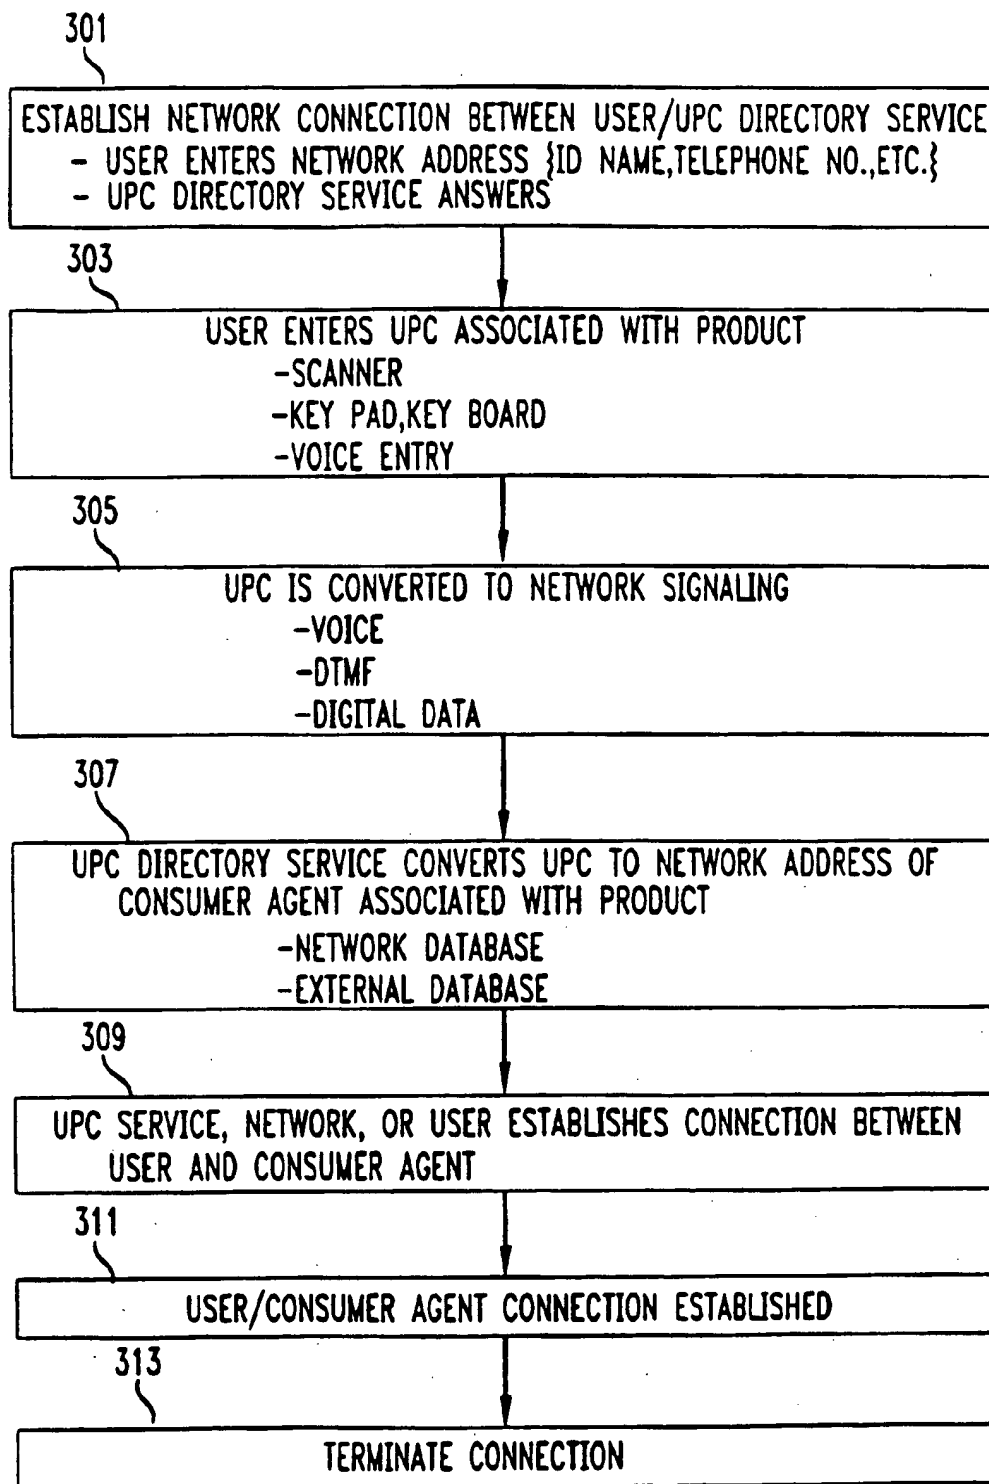 301
ESTABLISH NETWORK CONNECTION BETWEEN USER/UPC DIRECTORY SERVICE
- USER ENTERS NETWORK ADDRESS {ID NAME,TELEPHONE NO.,ETC.}
- UPC DIRECTORY SERVICE ANSWERS
303
USER ENTERS UPC ASSOCIATED WITH PRODUCT
-SCANNER
-KEY PAD,KEY BOARD
-VOICE ENTRY
305
UPC IS CONVERTED TO NETWORK SIGNALING
-VOICE
-DTMF
-DIGITAL DATA
307
UPC DIRECTORY SERVICE CONVERTS UPC TO NETWORK ADDRESS OF
CONSUMER AGENT ASSOCIATED WITH PRODUCT
-NETWORK DATABASE
-EXTERNAL DATABASE
309
UPC SERVICE, NETWORK, OR USER ESTABLISHES CONNECTION BETWEEN
USER AND CONSUMER AGENT
311
USER/CONSUMER AGENT CONNECTION ESTABLISHED
313
TERMINATE CONNECTION